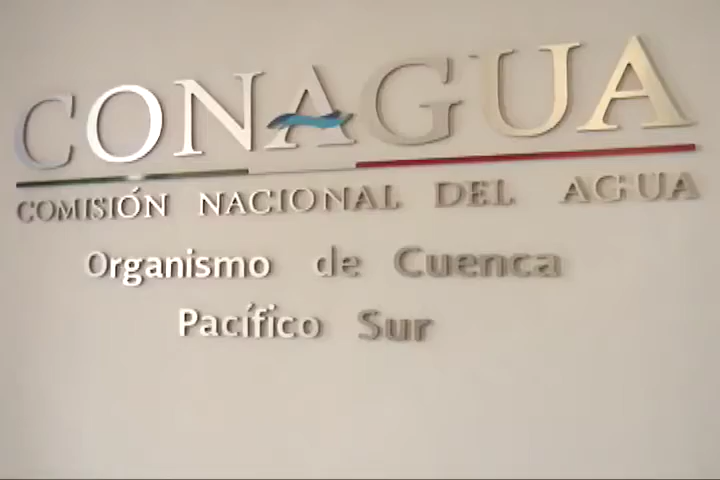 CONAGUA
COMISIÓN NACIONAL DEL AGUA
Organismo de Cuenca
Pacífico Sur